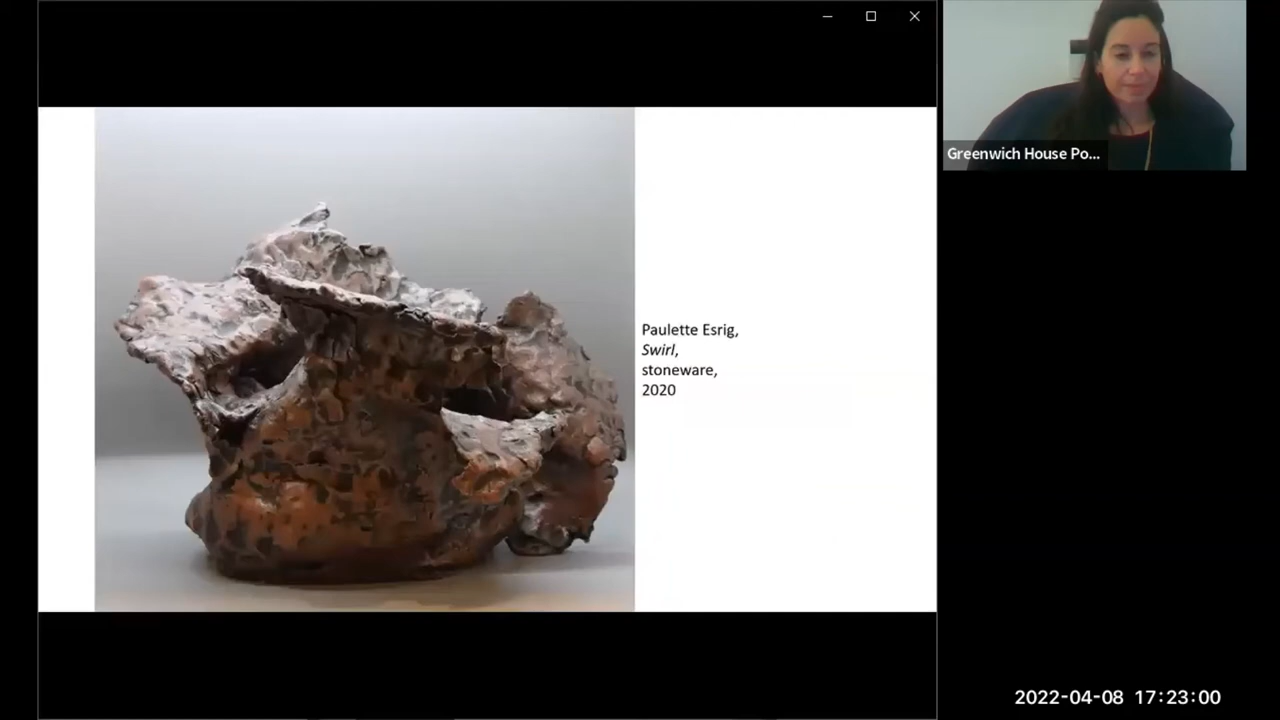 Greenwich House Po...
Paulette Esrig,
Swirl,
stoneware,
2020
2022-04-08 17:23:00